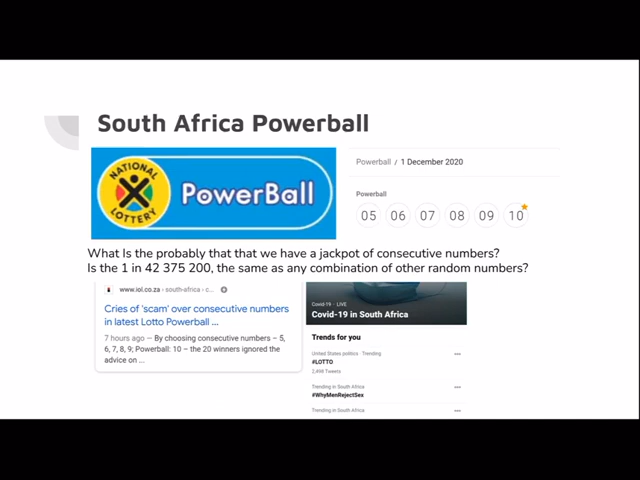 South Africa Powerball
NATIONAL
LOTTERY
PowerBall
Powerball / 1 December 2020
Powerball
05 06 07 08 09 10
What Is the probably that that we have a jackpot of consecutive numbers?
Is the 1 in 42 375 200, the same as any combination of other random numbers?
www.iol.co.za › south-africa › c...
Cries of 'scam' over consecutive numbers
in latest Lotto Powerball ...
7 hours ago — By choosing consecutive numbers – 5,
6, 7, 8, 9; Powerball: 10 – the 20 winners ignored the
advice on ...
Covid-19 · LIVE
Covid-19 in South Africa
Trends for you
United States politics · Trending
#LOTTO
2,498 Tweets
Trending in South Africa
#WhyMenRejectSex
Trending in South Africa